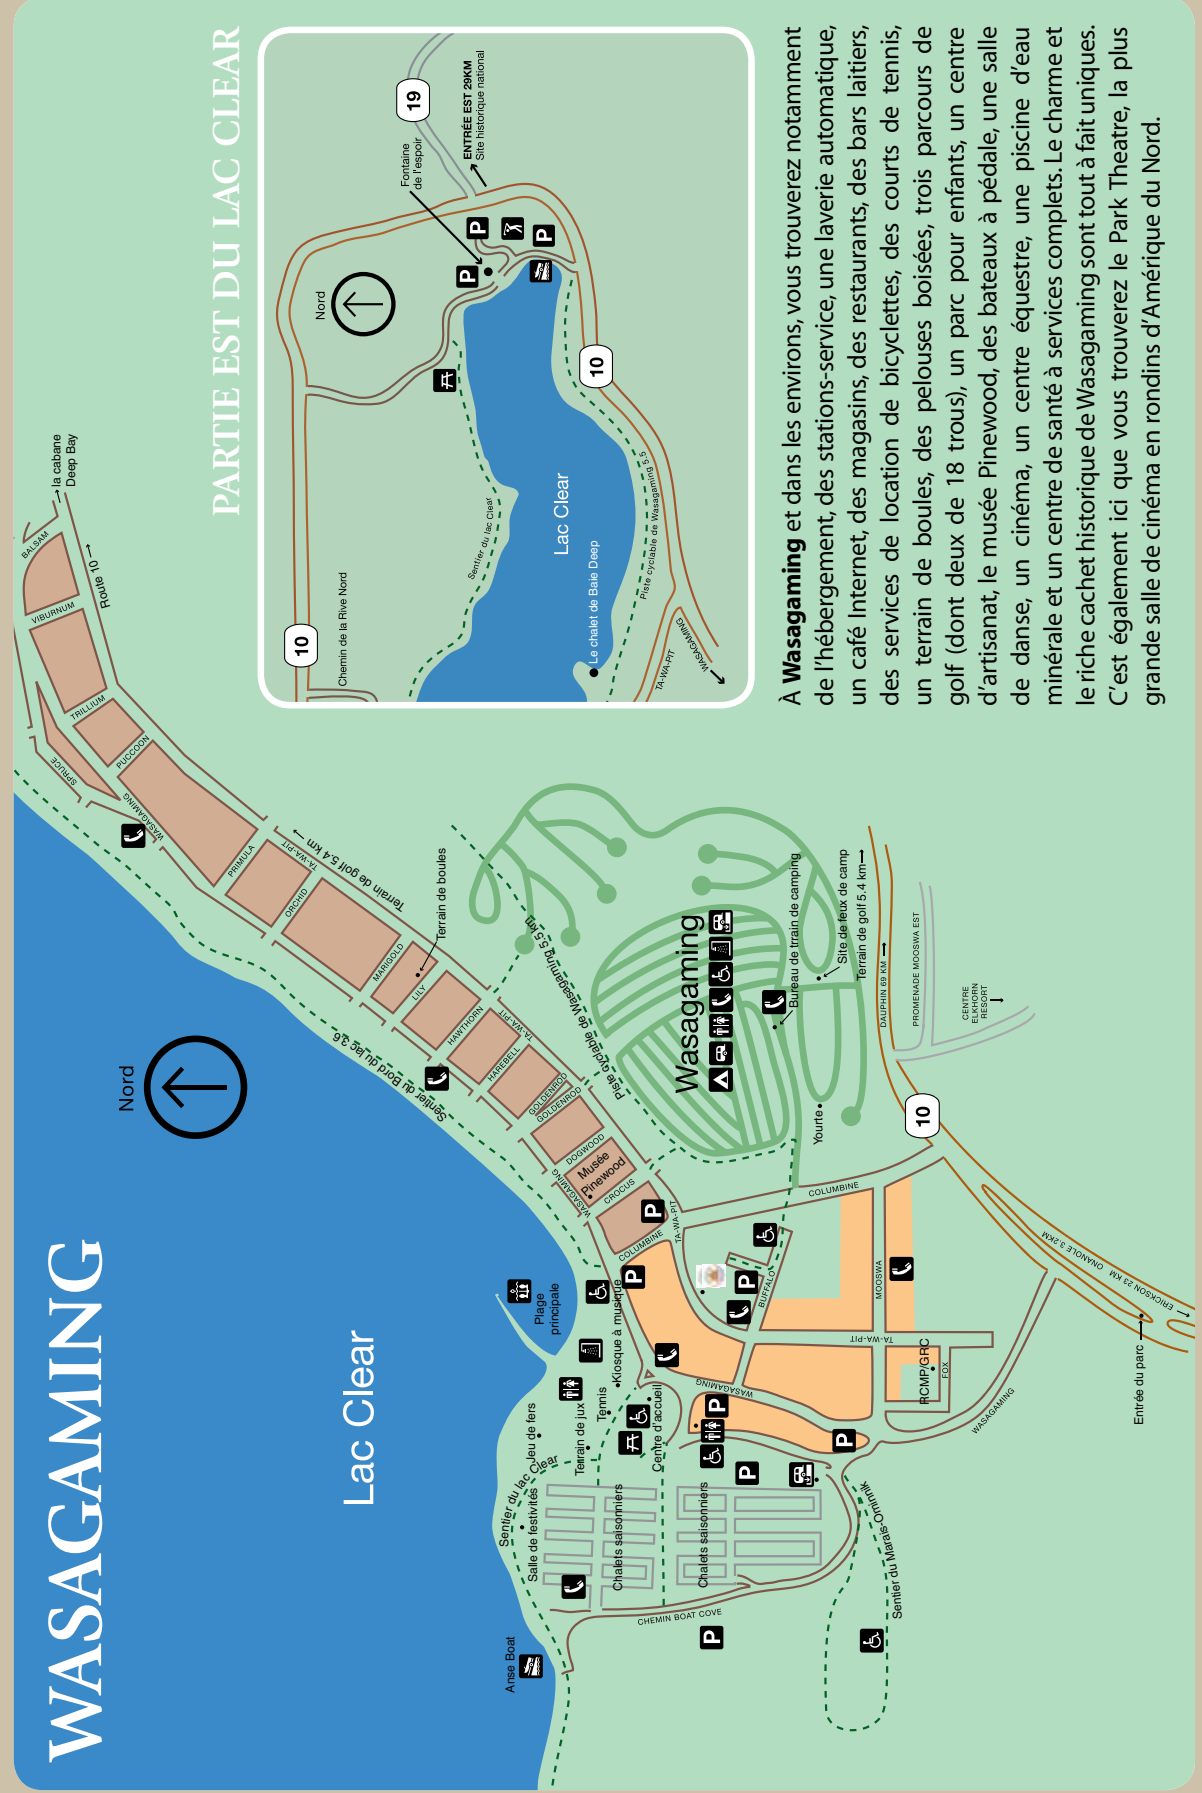 WASAGAMING
Lac Clear
Nord
la cabane
Deep Bay
Route 10
BALSAM
VIBURNUM
TRILLIUM
PUCCOON
SPRUCE
WASAGAMING
PRIMULA
TA-WA-PIT
ORCHID
Terrain de golf 5.4 km
MARIGOLD
Terrain de boules
LILY
HAWTHORN
TA-WA-PIT
HAREBELL
GOLDENROD
GOLDENROD
DOGWOOD
Sentier du Bord du lac 2.6
Piste cyclable de Wasagaming 5.5 km
Musée
Pinewood
CROCUS
WASAGAMING
COLUMBINE
TA-WA-PIT
Plage
principale
Kiosque à musique
Tennis
Terrain de jux
Jeu de fers
Centre d'accueil
Sentier du lac Clear
Salle de festivités
Chalets saisonniers
Chalets saisonniers
Anse Boat
CHEMIN BOAT COVE
Sentier du Marais-Ominnik
Wasagaming
Bureau de trrain de camping
Site de feux de camp
Terrain de golf 5.4 km
Yourte
DAUPHIN 69 KM
PROMENADE MOOSWA EST
CENTRE
ELKHORN
RESORT
10
COLUMBINE
BUFFALO
MOOSWA
TA-WA-PIT
WASAGAMING
RCMP/GRC
FOX
WASAGAMING
ONANOLE 3.2KM
ERICKSON 23 KM
Entrée du parc
P
P
P
P
P
P
P
PARTIE EST DU LAC CLEAR
Nord
19
ENTRÉE EST 29KM
Site historique national
Fontaine
de l'espoir
P
P
P
10
10
Chemin de la Rive Nord
Sentier du lac Clear
Lac Clear
Le chalet de Baie Deep
Piste cyclable de Wasagaming 5.5
TA-WA-PIT
WASAGAMING
À Wasagaming et dans les environs, vous trouverez notamment
de l'hébergement, des stations-service, une laverie automatique,
un café Internet, des magasins, des restaurants, des bars laitiers,
des services de location de bicyclettes, des courts de tennis,
un terrain de boules, des pelouses boisées, trois parcours de
golf (dont deux de 18 trous), un parc pour enfants, un centre
d'artisanat, le musée Pinewood, des bateaux à pédale, une salle
de danse, un cinéma, un centre équestre, une piscine d'eau
minérale et un centre de santé à services complets. Le charme et
le riche cachet historique de Wasagaming sont tout à fait uniques.
C'est également ici que vous trouverez le Park Theatre, la plus
grande salle de cinéma en rondins d'Amérique du Nord.